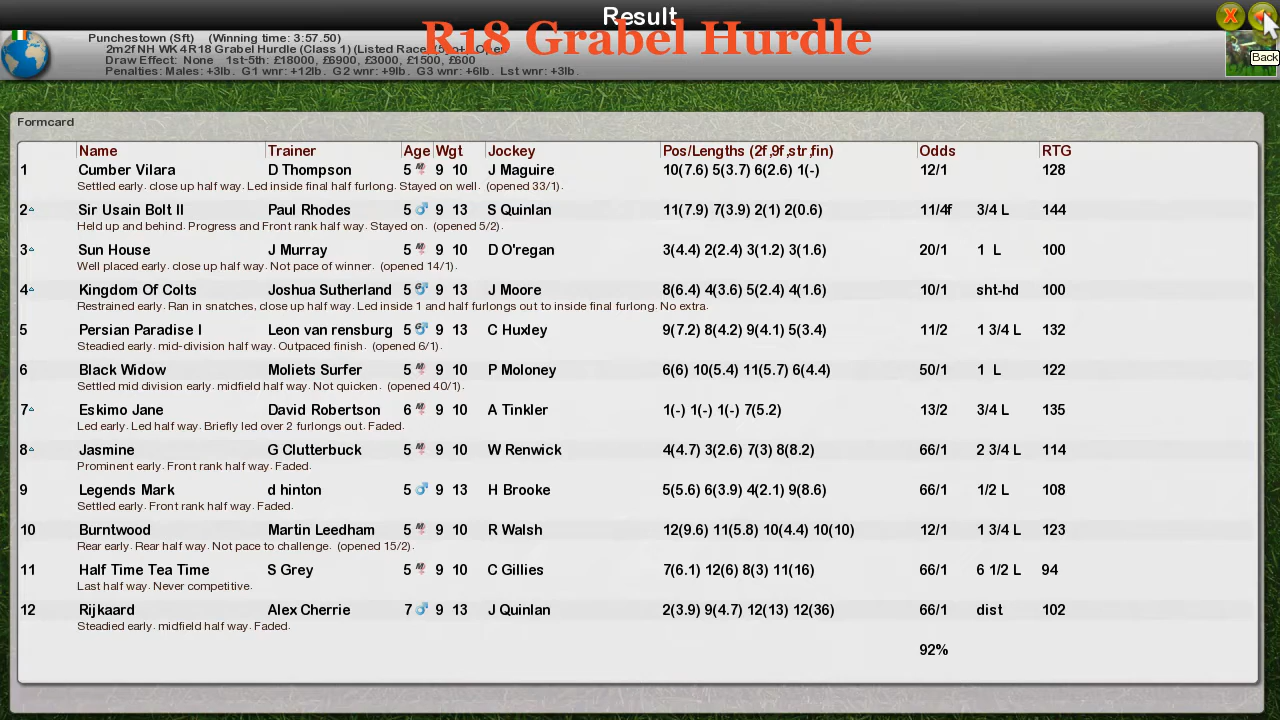 Result
R18 Grabel Hurdle
Punchestown (Sft) (Winning time: 3:57.50)
2m2f NH WK 4 R18 Grabel Hurdle (Class 1) (Listed Race)
Draw Effect: None 1st-5th: £18000, £6900, £3000, £1500, £600
Penalties: Males: +3lb. G1 wnr: +12lb. G2 wnr: +9lb. G3 wnr: +6lb. Lst wnr: +3lb.
X
Back
Formcard
Name Trainer Age Wgt Jockey Pos/Lengths (2f,9f,str,fin) Odds RTG
1 Cumber Vilara D Thompson 5 9 10 J Maguire 10(7.6) 5(3.7) 6(2.6) 1(-) 12/1 128
Settled early. close up half way. Led inside final half furlong. Stayed on well. (opened 33/1).
2 Sir Usain Bolt II Paul Rhodes 5 9 13 S Quinlan 11(7.9) 7(3.9) 2(1) 2(0.6) 11/4f 3/4 L 144
Held up and behind. Progress and Front rank half way. Stayed on. (opened 5/2).
3 Sun House J Murray 5 9 10 D O'regan 3(4.4) 2(2.4) 3(1.2) 3(1.6) 20/1 1 L 100
Well placed early. close up half way. Not pace of winner. (opened 14/1).
4 Kingdom Of Colts Joshua Sutherland 5 9 13 J Moore 8(6.4) 4(3.6) 5(2.4) 4(1.6) 10/1 sht-hd 100
Restrained early. Ran in snatches, close up half way. Led inside 1 and half furlongs out to inside final furlong. No extra.
5 Persian Paradise I Leon van rensburg 5 9 13 C Huxley 9(7.2) 8(4.2) 9(4.1) 5(3.4) 11/2 1 3/4 L 132
Steadied early. mid-division half way. Outpaced finish. (opened 6/1).
6 Black Widow Moliets Surfer 5 9 10 P Moloney 6(6) 10(5.4) 11(5.7) 6(4.4) 50/1 1 L 122
Settled mid division early. midfield half way. Not quicken. (opened 40/1).
7 Eskimo Jane David Robertson 6 9 10 A Tinkler 1(-) 1(-) 1(-) 7(5.2) 13/2 3/4 L 135
Led early. Led half way. Briefly led over 2 furlongs out. Faded.
8 Jasmine G Clutterbuck 5 9 10 W Renwick 4(4.7) 3(2.6) 7(3) 8(8.2) 66/1 2 3/4 L 114
Prominent early. Front rank half way. Faded.
9 Legends Mark d hinton 5 9 13 H Brooke 5(5.6) 6(3.9) 4(2.1) 9(8.6) 66/1 1/2 L 108
Settled early. Front rank half way. Faded.
10 Burntwood Martin Leedham 5 9 10 R Walsh 12(9.6) 11(5.8) 10(4.4) 10(10) 12/1 1 3/4 L 123
Rear early. Rear half way. Not pace to challenge. (opened 15/2).
11 Half Time Tea Time S Grey 5 9 10 C Gillies 7(6.1) 12(6) 8(3) 11(16) 66/1 6 1/2 L 94
Last half way. Never competitive.
12 Rijkaard Alex Cherrie 7 9 13 J Quinlan 2(3.9) 9(4.7) 12(13) 12(36) 66/1 dist 102
Steadied early. midfield half way. Faded.
92%